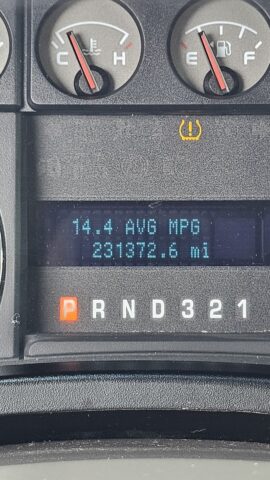 C H E F
14.4 AVG MPG
231372.6 mi
P R N D 3 2 1